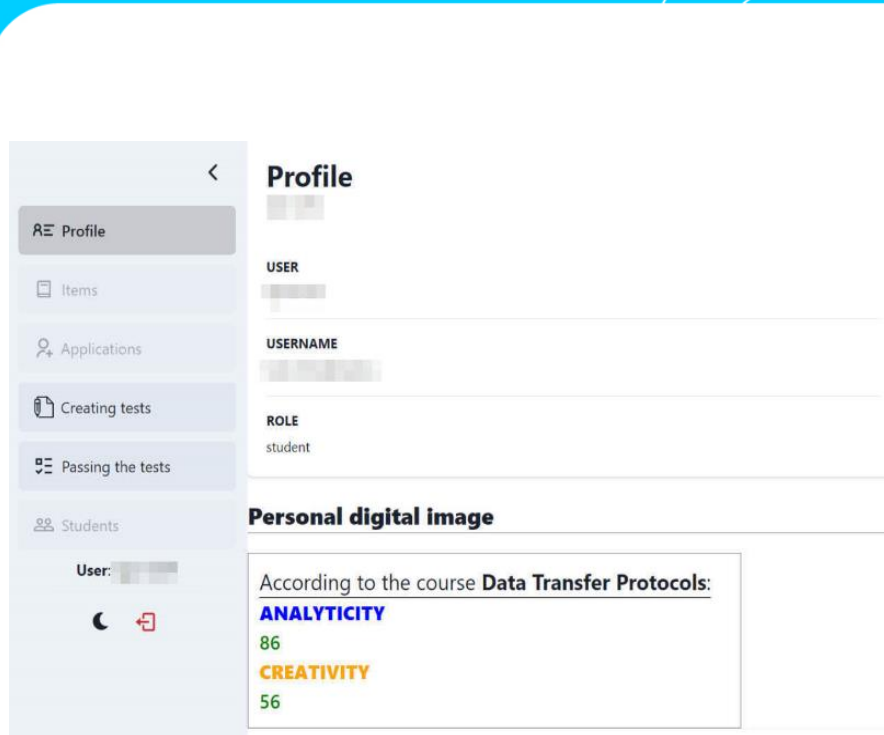 Profile
Profile
Items
Applications
Creating tests
Passing the tests
Students
User:
USER
USERNAME
ROLE
student
Personal digital image
According to the course Data Transfer Protocols:
ANALYTICITY
86
CREATIVITY
56